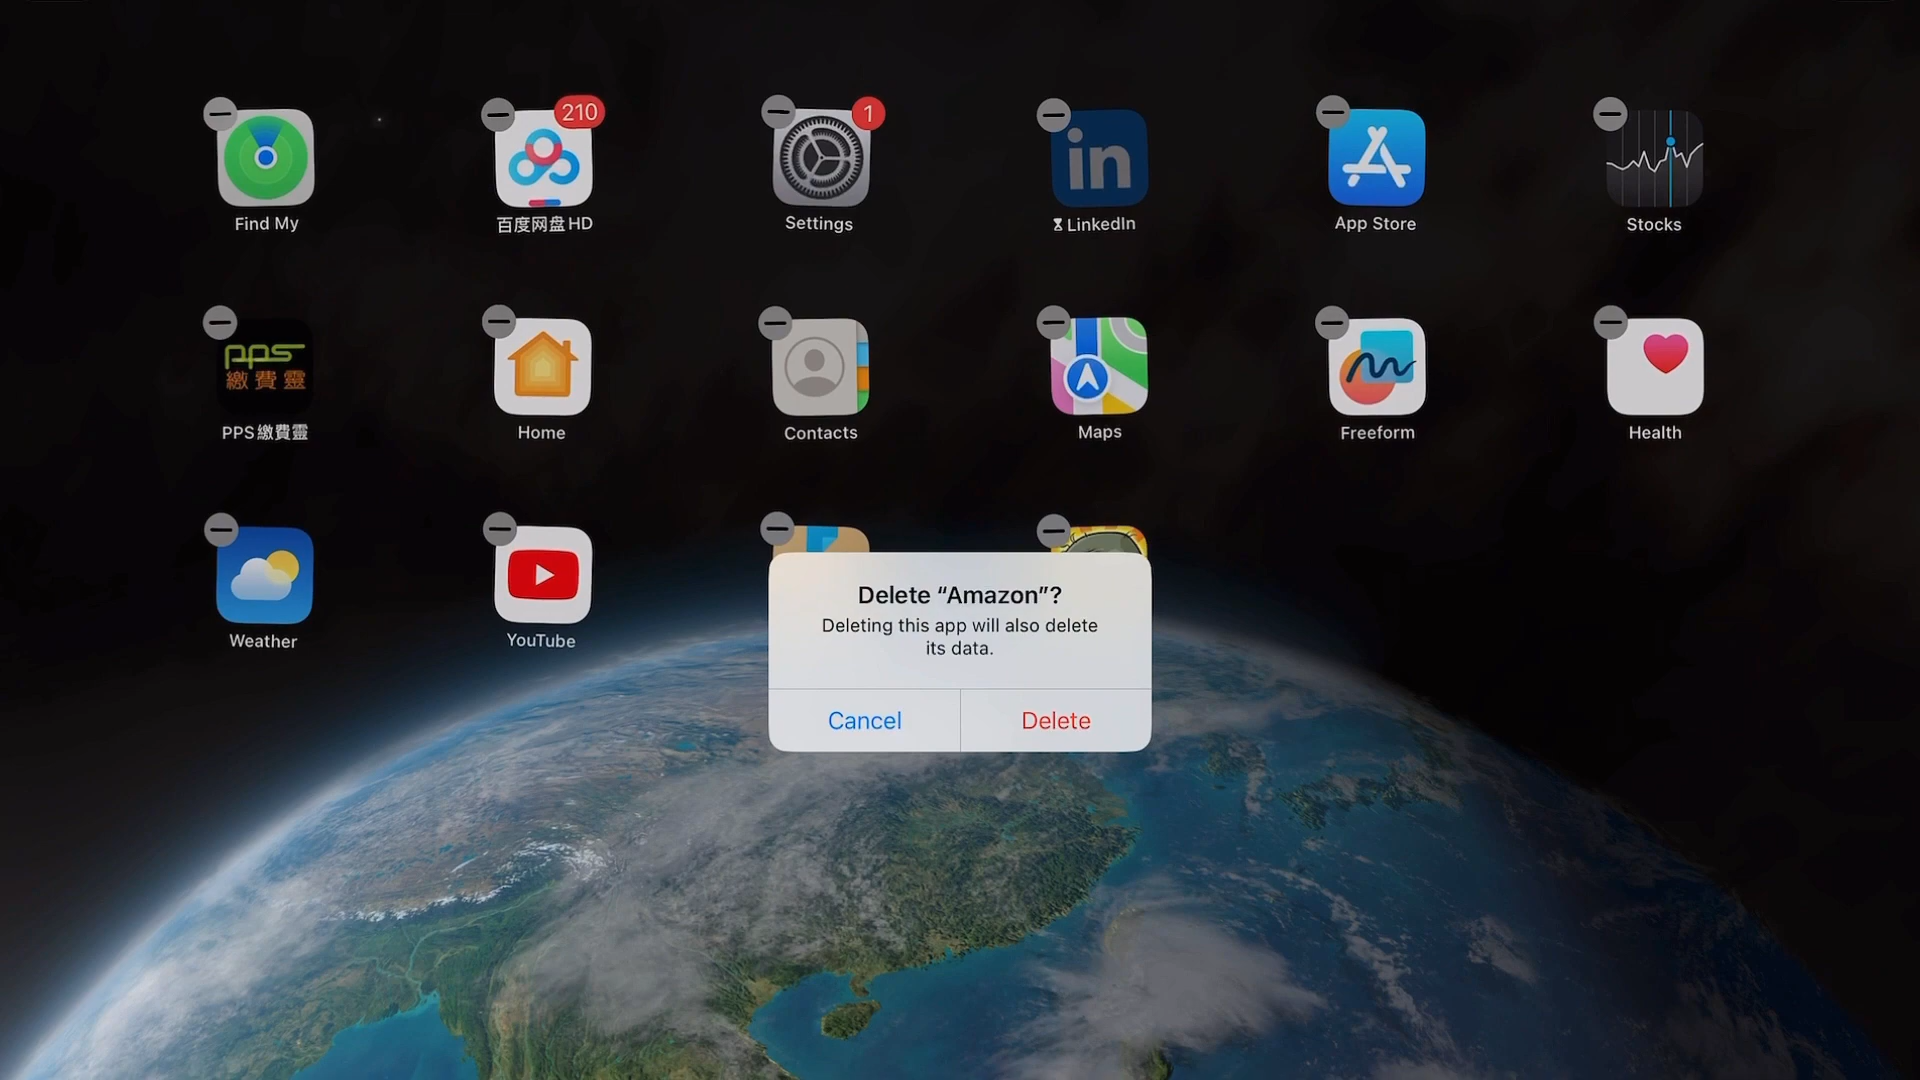 210
1
in
Find My
百度网盘HD
Settings
LinkedIn
App Store
Stocks
pps
繳費靈
PPS繳費靈
Home
Contacts
Maps
Freeform
Health
Weather
YouTube
Delete “Amazon”?
Deleting this app will also delete
its data.
Cancel
Delete